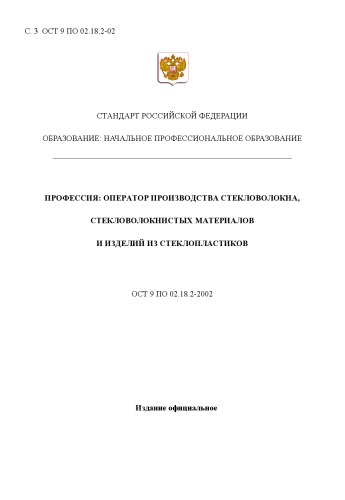 С. 3 ОСТ 9 ПО 02.18.2-02
СТАНДАРТ РОССИЙСКОЙ ФЕДЕРАЦИИ
ОБРАЗОВАНИЕ: НАЧАЛЬНОЕ ПРОФЕССИОНАЛЬНОЕ ОБРАЗОВАНИЕ
ПРОФЕССИЯ: ОПЕРАТОР ПРОИЗВОДСТВА СТЕКЛОВОЛОКНА,
СТЕКЛОВОЛОКНИСТЫХ МАТЕРИАЛОВ
И ИЗДЕЛИЙ ИЗ СТЕКЛОПЛАСТИКОВ
ОСТ 9 ПО 02.18.2-2002
Издание официальное